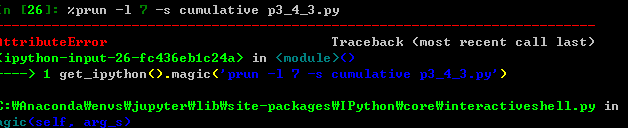 In [26]: %prun -l 7 -s cumulative p3_4_3.py
---------------------------------------------------------------------------
AttributeError                            Traceback (most recent call last)
<ipython-input-26-fc436eb1c24a> in <module>()
----> 1 get_ipython().magic('prun -l 7 -s cumulative p3_4_3.py')
C:₩Anaconda₩envs₩jupyter₩lib₩site-packages₩IPython₩core₩interactiveshell.py in
magic(self, arg_s)